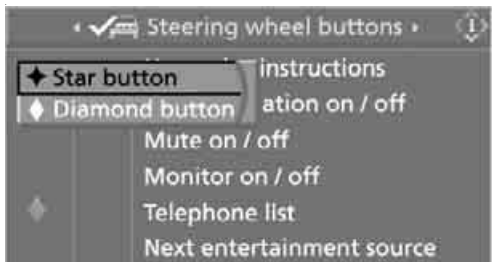 Steering wheel buttons
Star button
instructions
Diamond button
ation on / off
Mute on / off
Monitor on / off
Telephone list
Next entertainment source